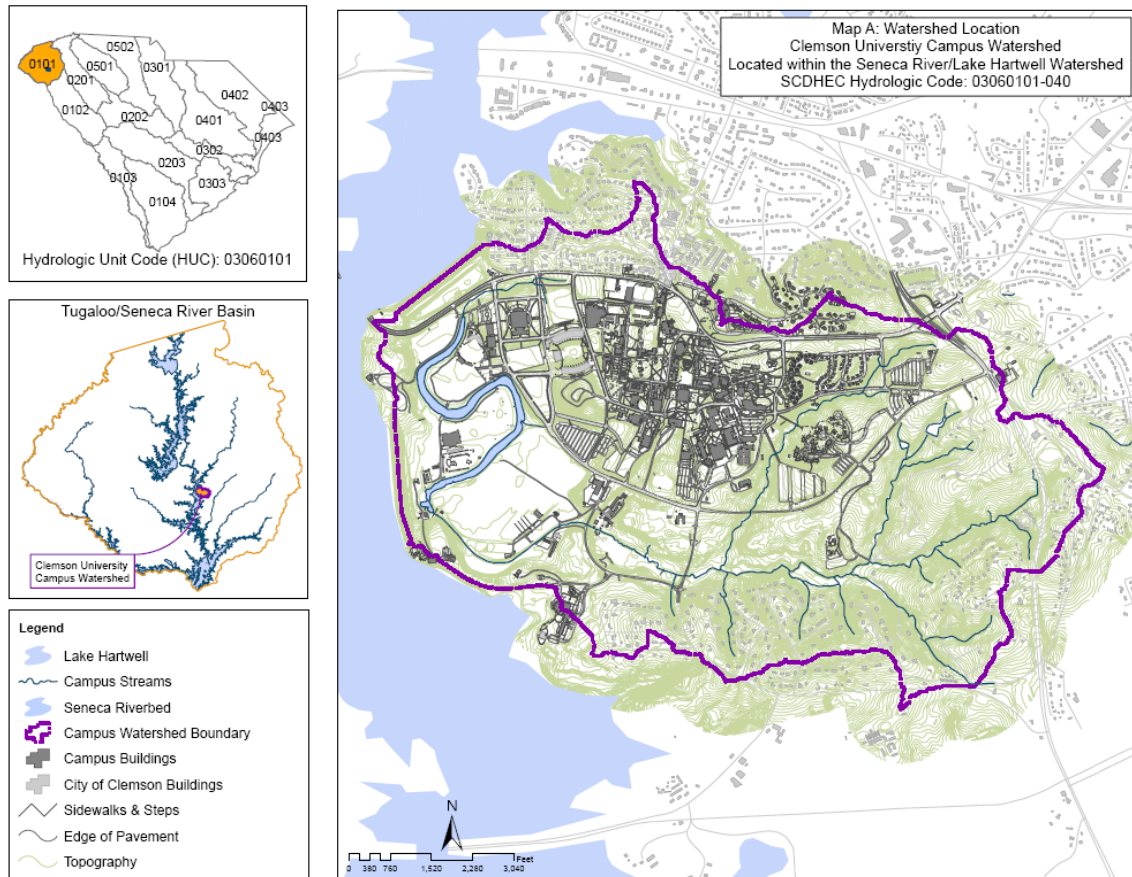 0502
0101
0501
0301
0201
0402
0102
0202
0401
0403
0302
0403
0203
0103
0303
0104
Hydrologic Unit Code (HUC): 03060101
Tugaloo/Seneca River Basin
Clemson University
Campus Watershed
Legend
Lake Hartwell
Campus Streams
Seneca Riverbed
Campus Watershed Boundary
Campus Buildings
City of Clemson Buildings
Sidewalks & Steps
Edge of Pavement
Topography
Map A: Watershed Location
Clemson Universtiy Campus Watershed
Located within the Seneca River/Lake Hartwell Watershed
SCDHEC Hydrologic Code: 03060101-040
N
Feet
0 380 760 1,520 2,280 3,040